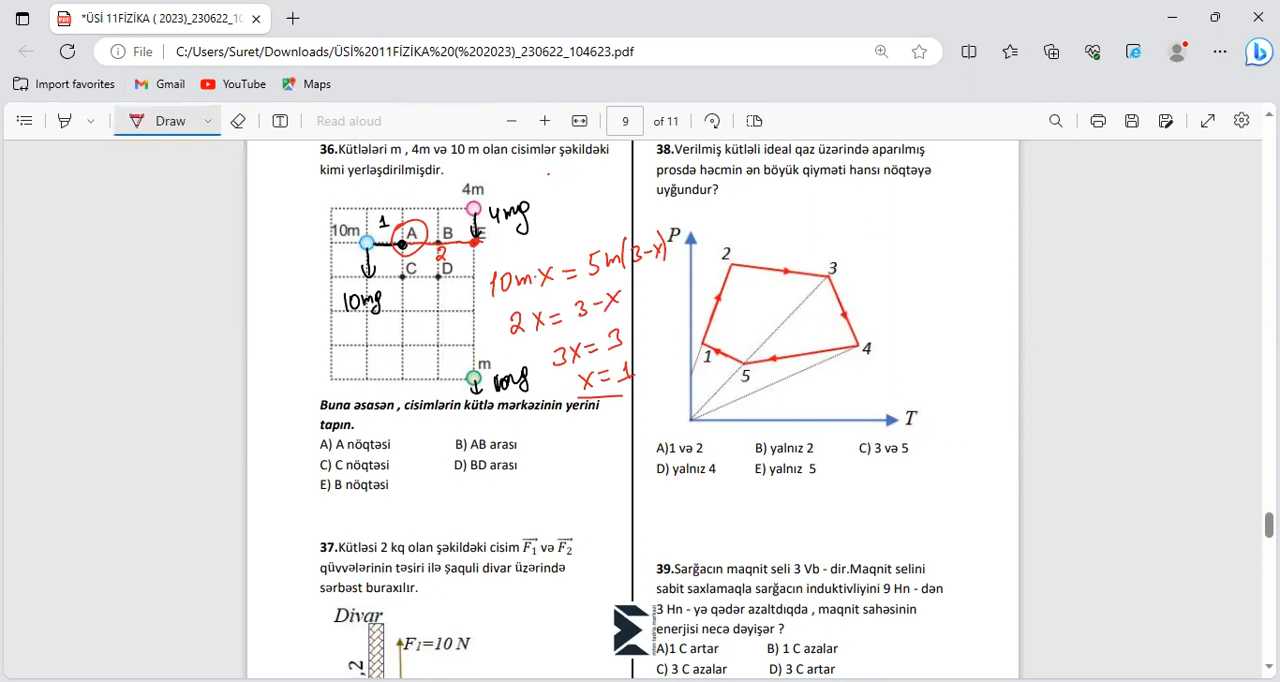 *ÜSİ 11FİZİKA ( 2023)_230622_10
File
C:/Users/Suret/Downloads/ÜSİ%2011FİZİKA%20(%202023)_230622_104623.pdf
Import favorites
Gmail
YouTube
Maps
Draw
Read aloud
9
of 11
36.Kütlələri m , 4m və 10 m olan cisimlər şəkildəki
kimi yerləşdirilmişdir.
4m
4mg
10m
1
A
B
E
2
C
D
10mg
10m·x = 5m(3-x)
2x = 3-x
3x = 3
x = 1
m
Buna əsasən , cisimlərin kütlə mərkəzinin yerini
tapın.
A) A nöqtəsi
B) AB arası
C) C nöqtəsi
D) BD arası
E) B nöqtəsi
37.Kütləsi 2 kq olan şəkildəki cisim F₁ və F₂
qüvvələrinin təsiri ilə şaquli divar üzərində
sərbəst buraxılır.
Divar
F₁=10 N
,2
38.Verilmiş kütləli ideal qaz üzərində aparılmış
prosdə həcmin ən böyük qiyməti hansı nöqtəyə
uyğundur?
P
2
3
1
4
5
T
A)1 və 2
B) yalnız 2
C) 3 və 5
D) yalnız 4
E) yalnız 5
39.Sarğacın maqnit seli 3 Vb - dir.Maqnit selini
sabit saxlamaqla sarğacın induktivliyini 9 Hn - dən
3 Hn - yə qədər azaltdıqda , maqnit sahəsinin
enerjisi necə dəyişər ?
A)1 C artar
B) 1 C azalar
C) 3 C azalar
D) 3 C artar